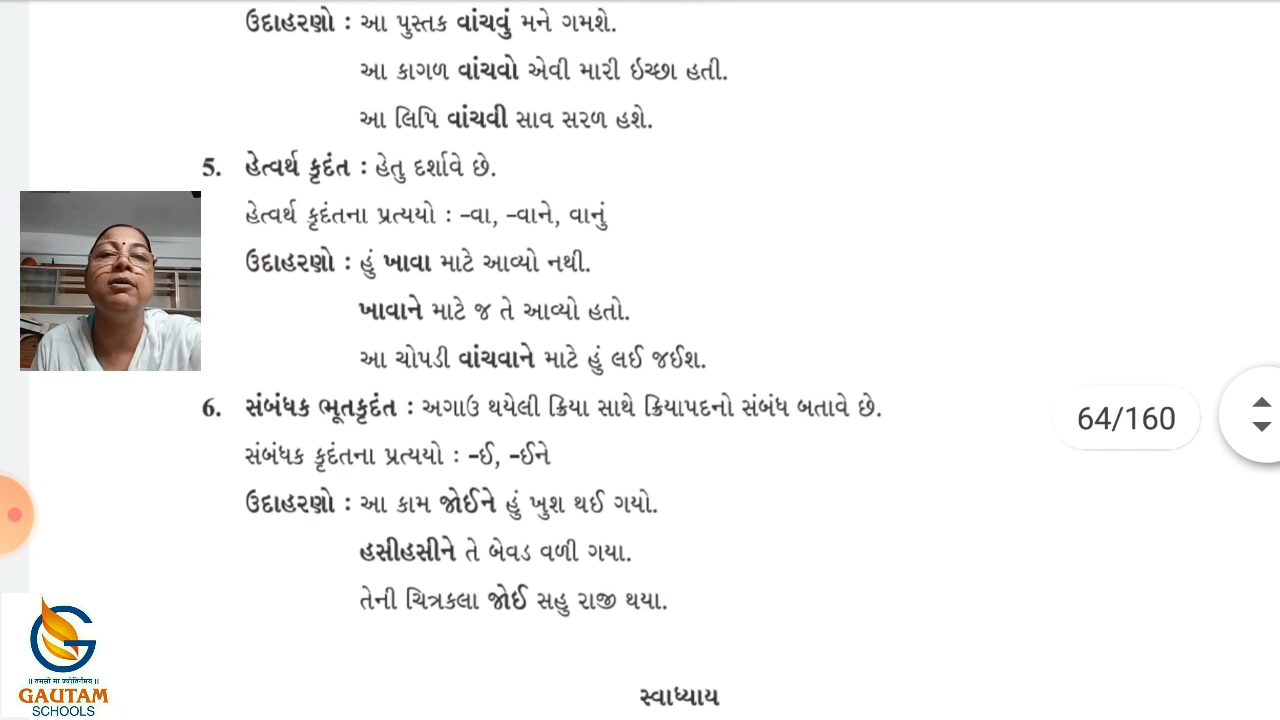 ઉદાહરણો : આ પુસ્તક વાંચવું મને ગમશે.
આ કાગળ વાંચવો એવી મારી ઇચ્છા હતી.
આ લિપિ વાંચવી સાવ સરળ હશે.
5. હેત્વર્થ કૃદંત : હેતુ દર્શાવે છે.
હેત્વર્થ કૃદંતના પ્રત્યયો : -વા, -વાને, વાનું
ઉદાહરણો : હું ખાવા માટે આવ્યો નથી.
ખાવાને માટે જ તે આવ્યો હતો.
આ ચોપડી વાંચવાને માટે હું લઈ જઈશ.
6. સંબંધક ભૂતકૃદંત : અગાઉ થયેલી ક્રિયા સાથે ક્રિયાપદનો સંબંધ બતાવે છે.
સંબંધક કૃદંતના પ્રત્યયો : -ઈ, -ઈને
ઉદાહરણો : આ કામ જોઈને હું ખુશ થઈ ગયો.
હસીહસીને તે બેવડ વળી ગયા.
તેની ચિત્રકલા જોઈ સહુ રાજી થયા.
સ્વાધ્યાય
64/160
|| तमसो मा ज्योतिर्गमय ||
GAUTAM
SCHOOLS